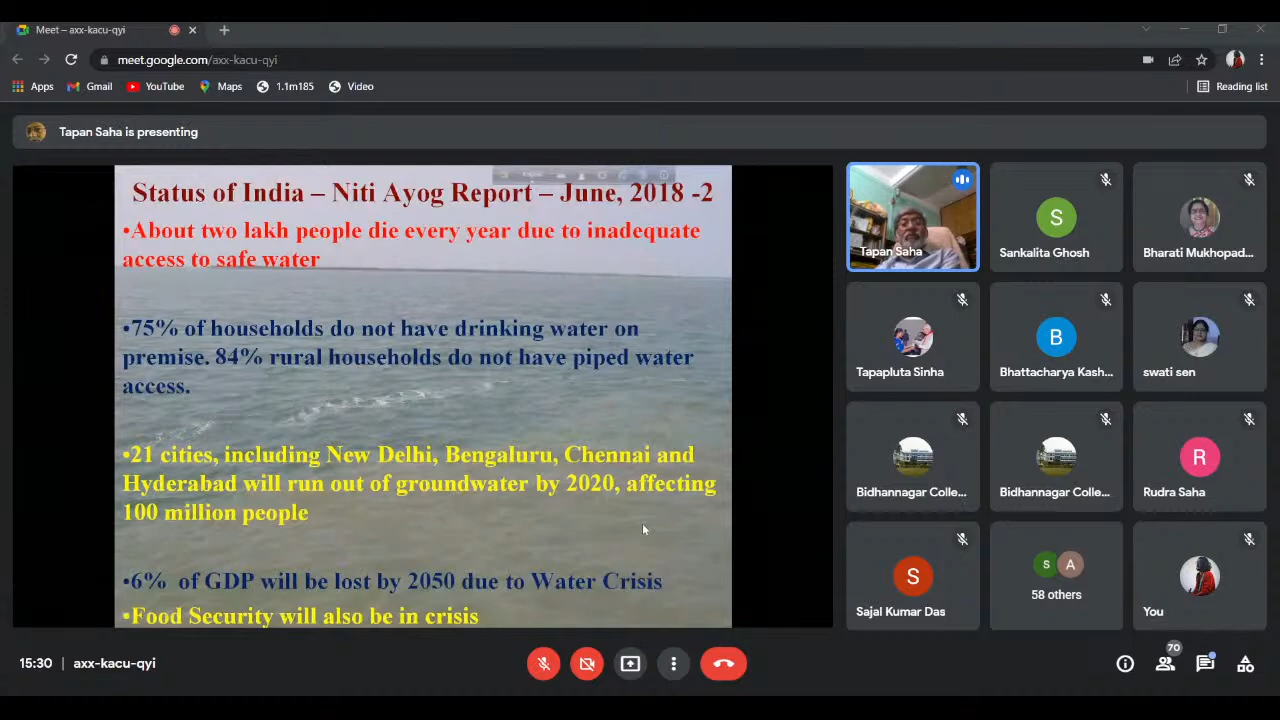 Meet – axx-kacu-qyi
meet.google.com/axx-kacu-qyi
Apps
Gmail
YouTube
Maps
1.1m185
Video
Reading list
Tapan Saha is presenting
Status of India – Niti Ayog Report – June, 2018 -2
•About two lakh people die every year due to inadequate
access to safe water
•75% of households do not have drinking water on
premise. 84% rural households do not have piped water
access.
•21 cities, including New Delhi, Bengaluru, Chennai and
Hyderabad will run out of groundwater by 2020, affecting
100 million people
•6% of GDP will be lost by 2050 due to Water Crisis
•Food Security will also be in crisis
Tapan Saha
S
Sankalita Ghosh
Bharati Mukhopad...
Tapapluta Sinha
B
Bhattacharya Kash...
swati sen
Bidhannagar Colle...
Bidhannagar Colle...
R
Rudra Saha
S
Sajal Kumar Das
S A
58 others
You
15:30 | axx-kacu-qyi
70